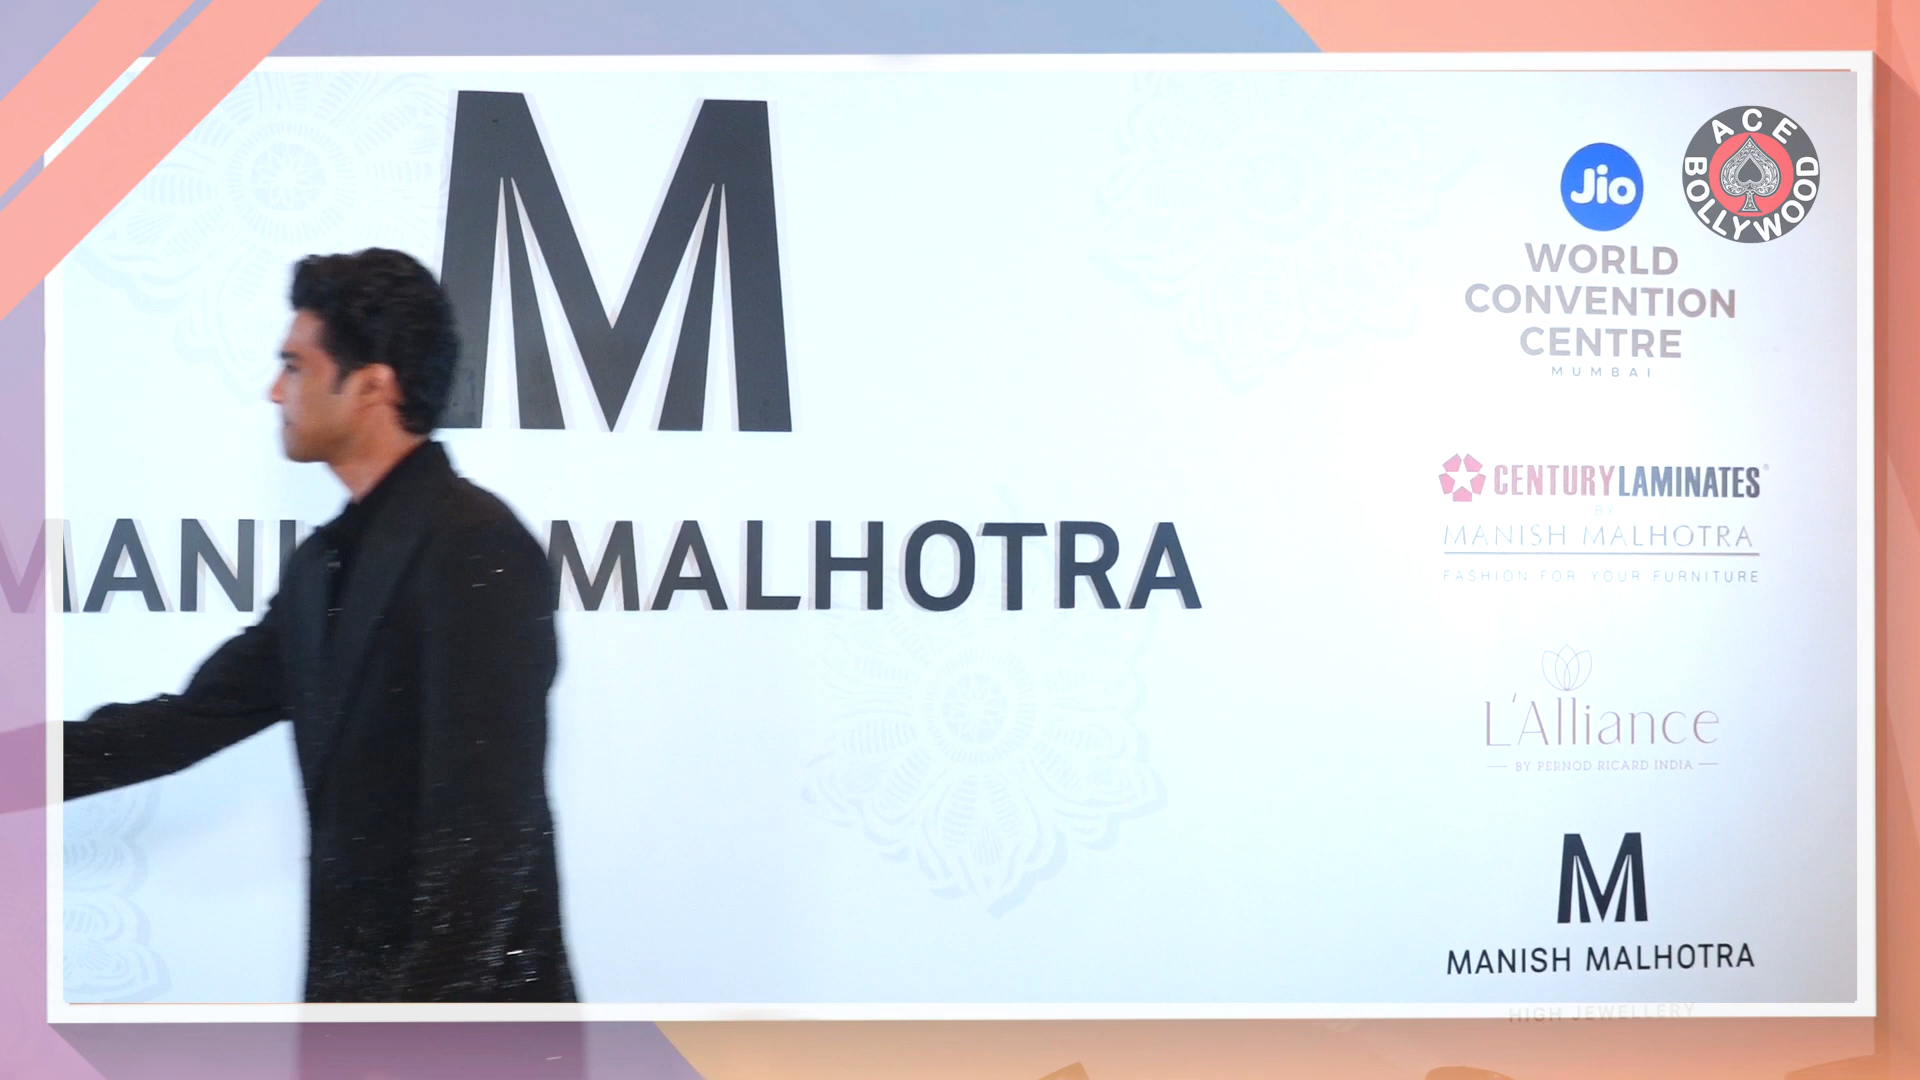 M
MANI MALHOTRA
Jio
WORLD
CONVENTION
CENTRE
MUMBAI
ACE
BOLLYWOOD
CENTURYLAMINATES®
BY
MANISH MALHOTRA
FASHION FOR YOUR FURNITURE
L'Alliance
BY PERNOD RICARD INDIA
M
MANISH MALHOTRA
HIGH JEWELLERY